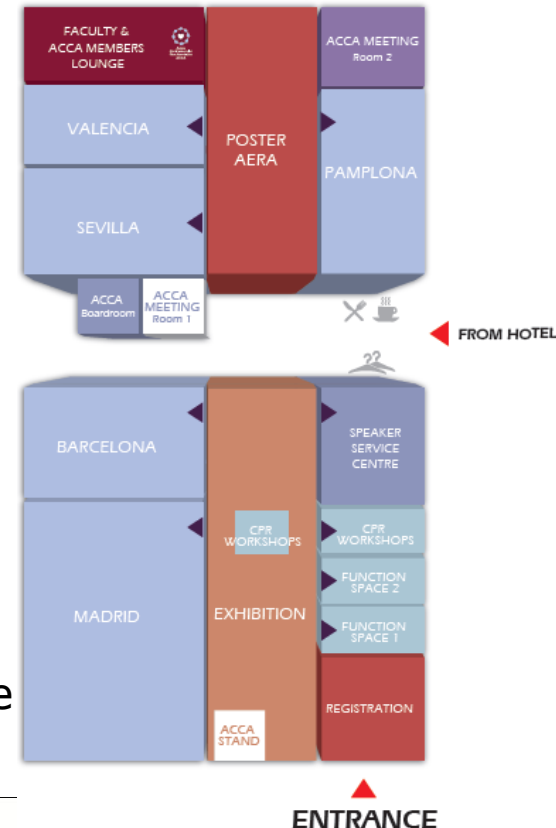 FACULTY &
ACCA MEMBERS
LOUNGE
ACCA MEETING
Room 2
VALENCIA
POSTER
AERA
PAMPLONA
SEVILLA
ACCA
Boardroom
ACCA
MEETING
Room 1
FROM HOTEL
BARCELONA
SPEAKER
SERVICE
CENTRE
CPR
WORKSHOPS
CPR
WORKSHOPS
FUNCTION
SPACE 2
MADRID
EXHIBITION
FUNCTION
SPACE 1
e
REGISTRATION
ACCA
STAND
ENTRANCE